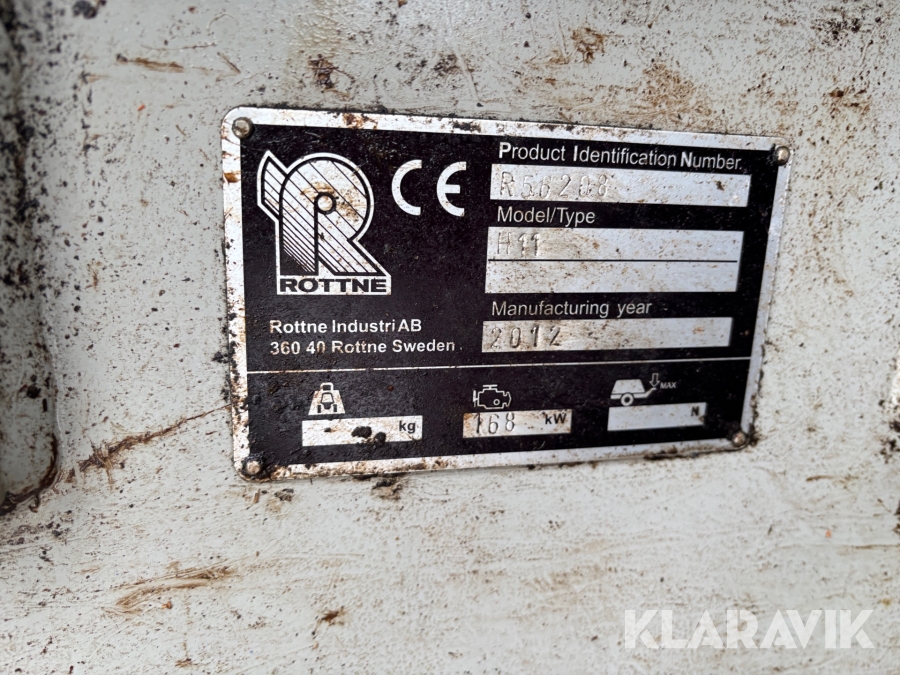 ROTTNE
CE
Product Identification Number.
R56208
Model/Type
H11
Manufacturing year
2012
Rottne Industri AB
360 40 Rottne Sweden
kg
168 kW
MAX
N
KLARAVIK